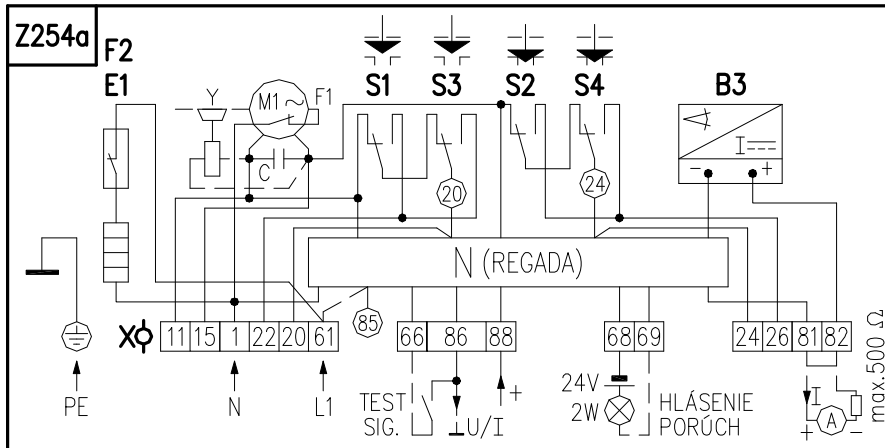 Z254a
F2
E1
Y
M1 ~
F1
C
S1 S3 S2 S4 B3
I
- +
20
24
N (REGADA)
85
X
11 15 1 22 20 61
66 86 88
68 69
24 26 81 82
PE
N
L1
TEST
SIG.
U/I
+
24V
2W
HLÁSENIE
PORÚCH
I
+ A -
max.500 Ω